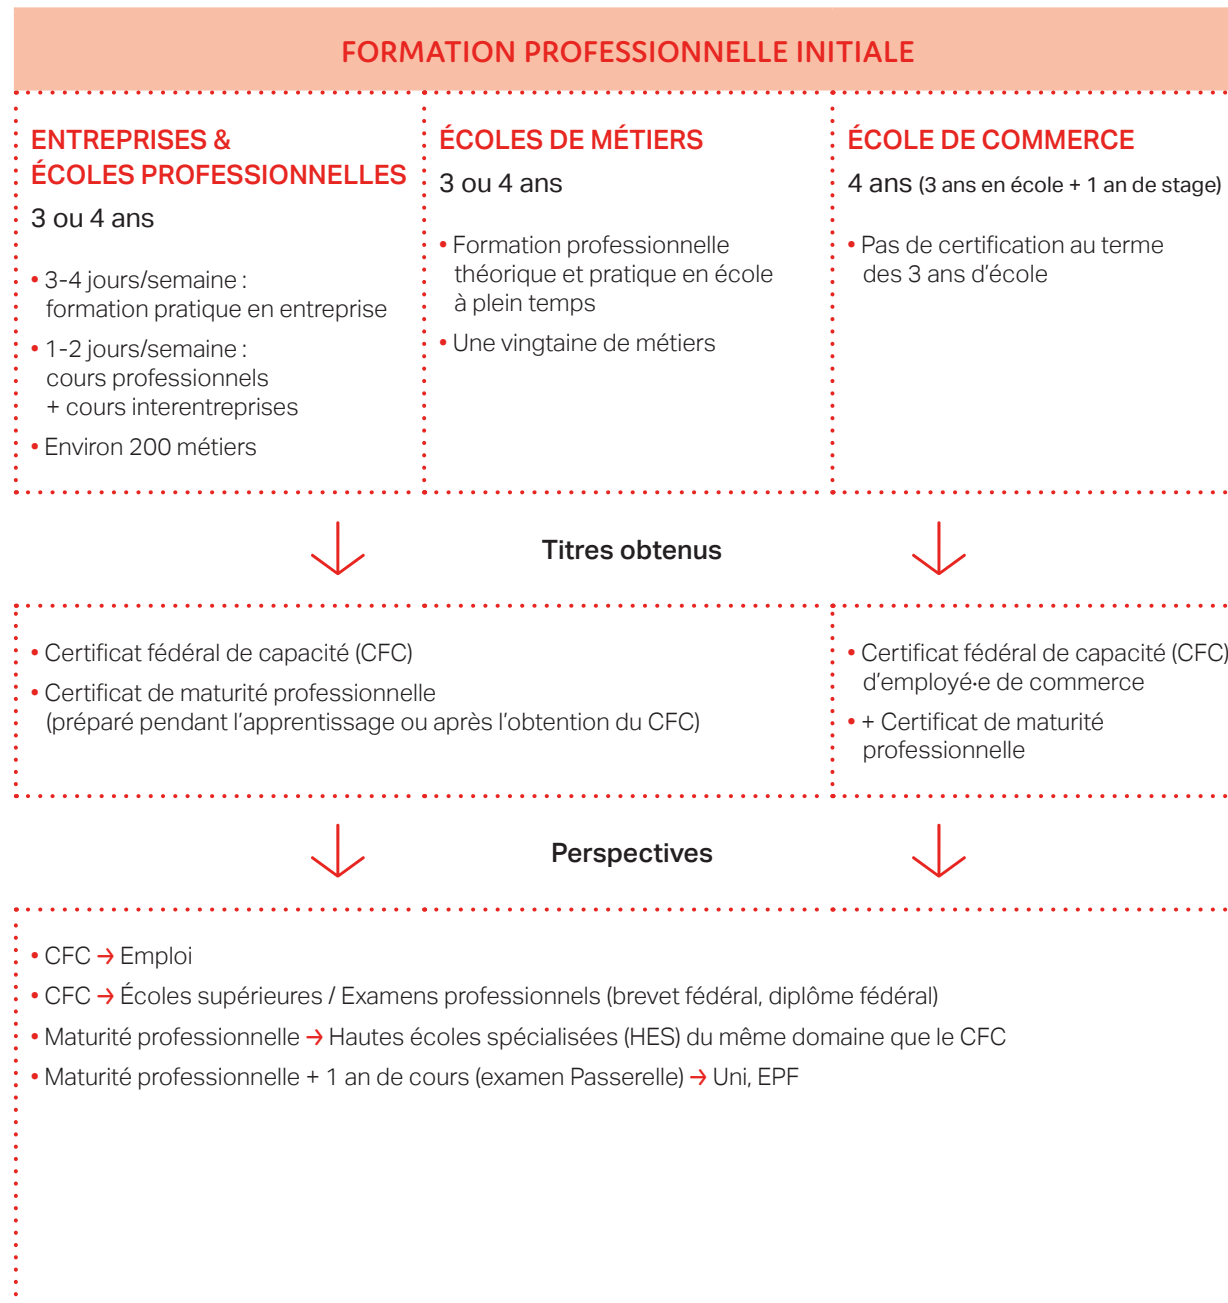 FORMATION PROFESSIONNELLE INITIALE
ENTREPRISES &
ÉCOLES PROFESSIONNELLES
3 ou 4 ans
• 3-4 jours/semaine :
formation pratique en entreprise
• 1-2 jours/semaine :
cours professionnels
+ cours interentreprises
• Environ 200 métiers
ÉCOLES DE MÉTIERS
3 ou 4 ans
• Formation professionnelle
théorique et pratique en école
à plein temps
• Une vingtaine de métiers
ÉCOLE DE COMMERCE
4 ans (3 ans en école + 1 an de stage)
• Pas de certification au terme
des 3 ans d’école
Titres obtenus
• Certificat fédéral de capacité (CFC)
• Certificat de maturité professionnelle
(préparé pendant l’apprentissage ou après l’obtention du CFC)
• Certificat fédéral de capacité (CFC)
d’employé·e de commerce
• + Certificat de maturité
professionnelle
Perspectives
• CFC → Emploi
• CFC → Écoles supérieures / Examens professionnels (brevet fédéral, diplôme fédéral)
• Maturité professionnelle → Hautes écoles spécialisées (HES) du même domaine que le CFC
• Maturité professionnelle + 1 an de cours (examen Passerelle) → Uni, EPF